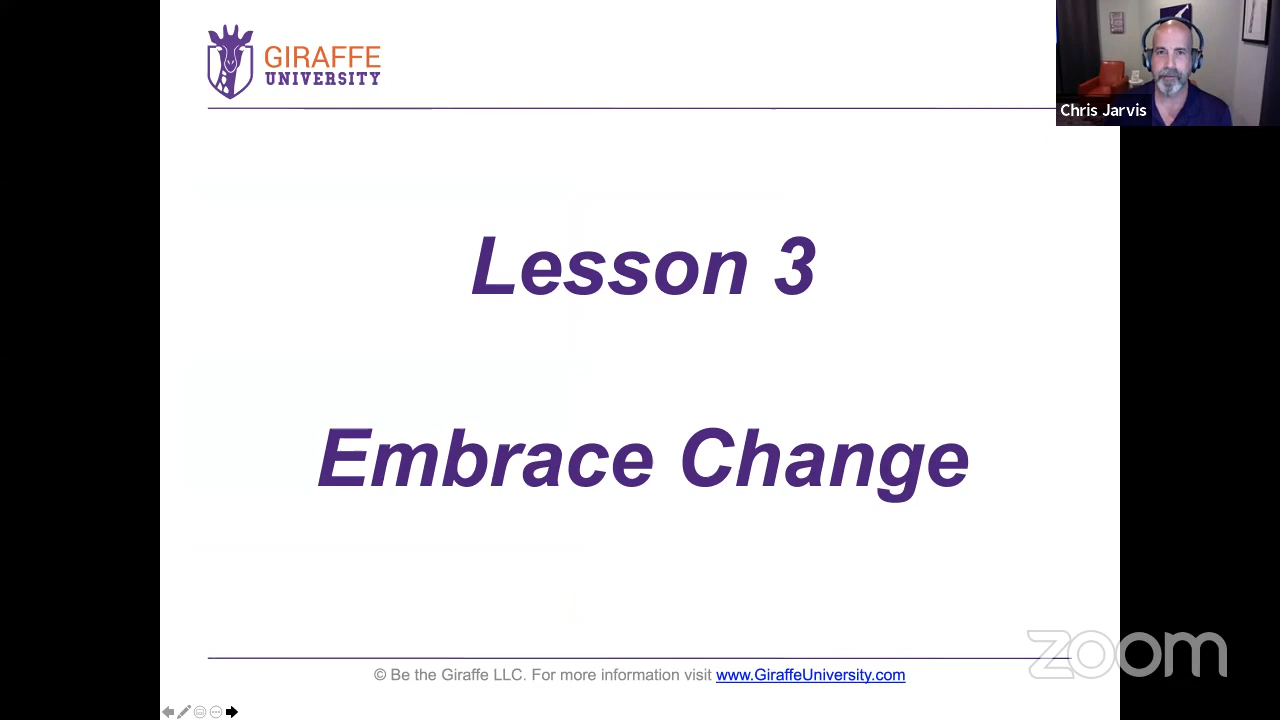 GIRAFFE
UNIVERSITY
Chris Jarvis
Lesson 3
Embrace Change
zoom
© Be the Giraffe LLC. For more information visit www.GiraffeUniversity.com